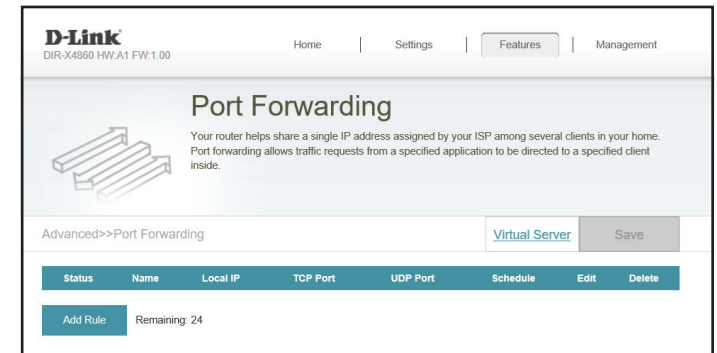 D-Link
DIR-X4860 HW:A1 FW:1.00
Home | Settings | Features | Management
Port Forwarding
Your router helps share a single IP address assigned by your ISP among several clients in your home.
Port forwarding allows traffic requests from a specified application to be directed to a specified client
inside.
Advanced>>Port Forwarding
Virtual Server
Save
Status Name Local IP TCP Port UDP Port Schedule Edit Delete
Add Rule Remaining: 24